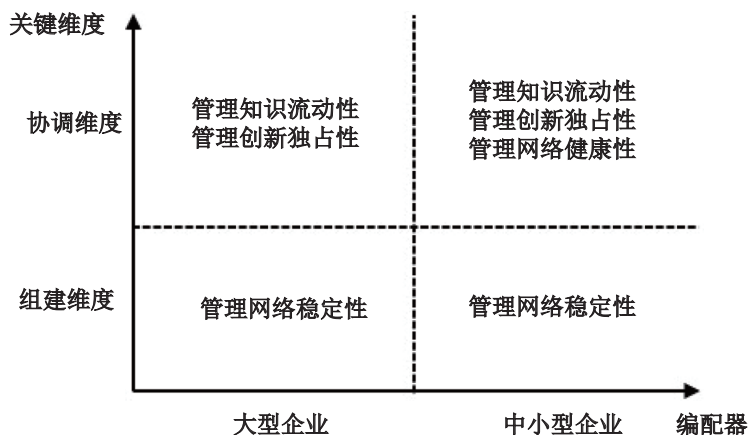 关键维度
协调维度
管理知识流动性
管理创新独占性
管理知识流动性
管理创新独占性
管理网络健康性
组建维度
管理网络稳定性
管理网络稳定性
大型企业
中小型企业
编配器